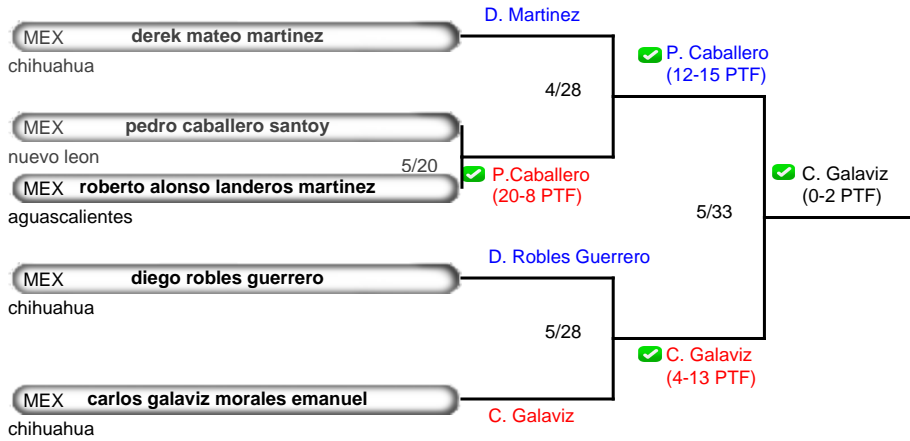 D. Martinez
MEX derek mateo martinez
chihuahua
P. Caballero
(12-15 PTF)
4/28
MEX pedro caballero santoy
nuevo leon
5/20
P.Caballero
(20-8 PTF)
MEX roberto alonso landeros martinez
aguascalientes
C. Galaviz
(0-2 PTF)
5/33
D. Robles Guerrero
MEX diego robles guerrero
chihuahua
5/28
C. Galaviz
(4-13 PTF)
MEX carlos galaviz morales emanuel
chihuahua
C. Galaviz